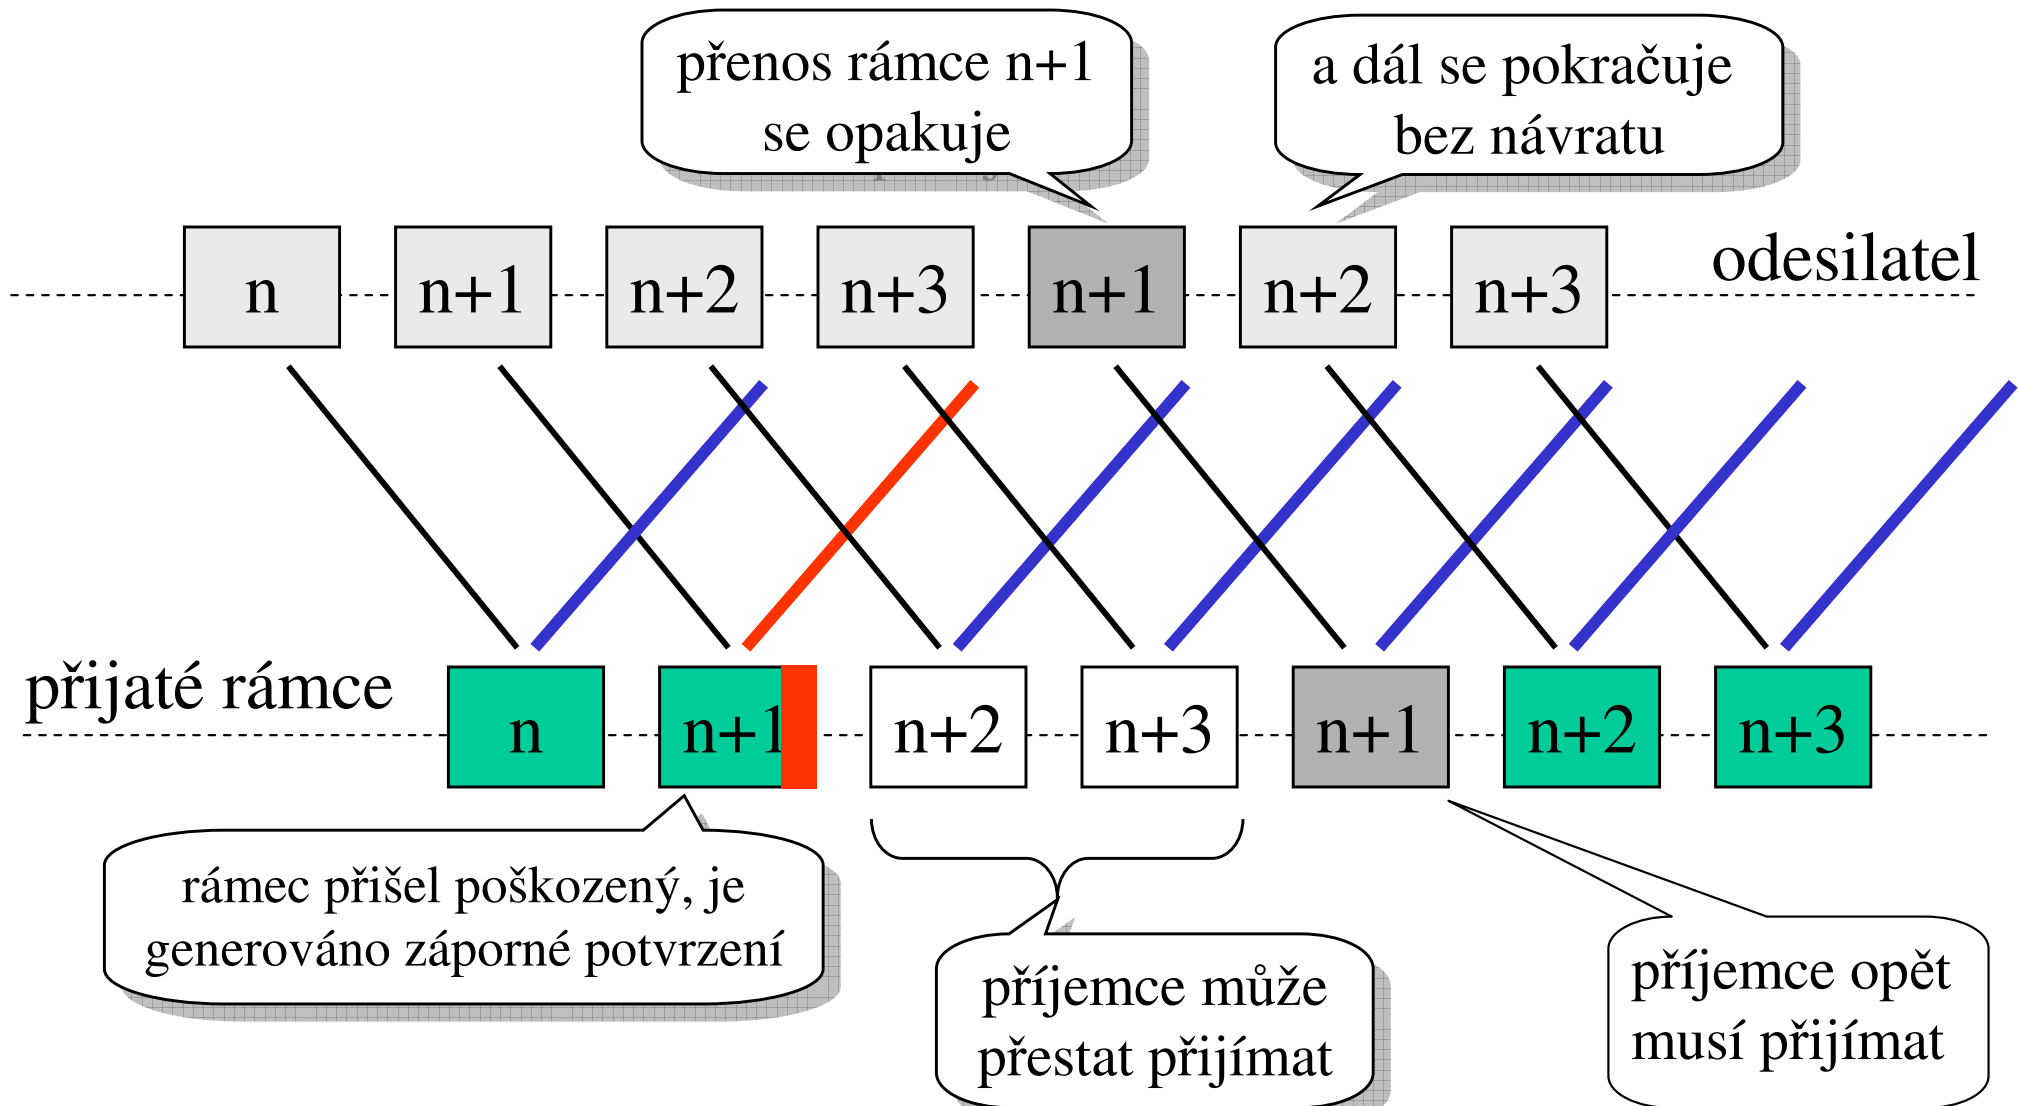 přenos rámce n+1
se opakuje
a dál se pokračuje
bez návratu
n n+1 n+2 n+3 n+1 n+2 n+3
odesilatel
přijaté rámce
n n+1 n+2 n+3 n+1 n+2 n+3
rámec přišel poškozený, je
generováno záporné potvrzení
příjemce může
přestat přijímat
příjemce opět
musí přijímat